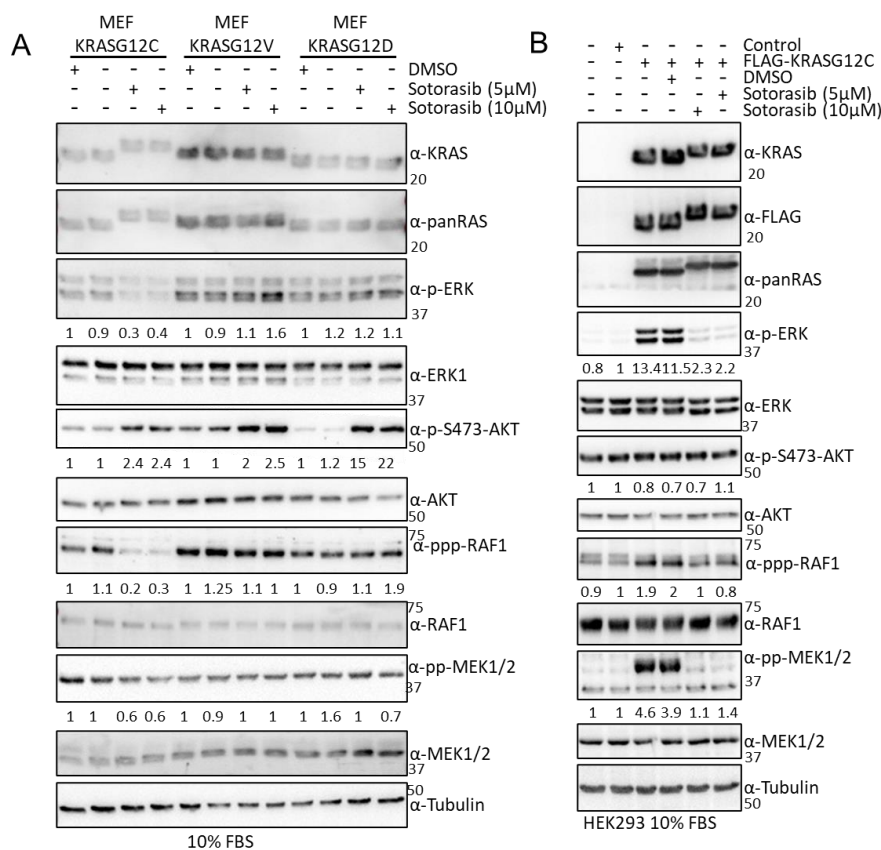 A
MEF
KRASG12C
MEF
KRASG12V
MEF
KRASG12D
+ - - - + - - - + - - - DMSO
- - + - - - + - - - + - Sotorasib (5µM)
- - - + - - - + - - - + Sotorasib (10µM)
α-KRAS
20
α-panRAS
20
α-p-ERK
37
1 0.9 0.3 0.4 1 0.9 1.1 1.6 1 1.2 1.2 1.1
α-ERK1
37
α-p-S473-AKT
50
1 1 2.4 2.4 1 1 2 2.5 1 1.2 15 22
α-AKT
50
75
α-ppp-RAF1
1 1.1 0.2 0.3 1 1.25 1.1 1 1 0.9 1.1 1.9
75
α-RAF1
α-pp-MEK1/2
37
1 1 0.6 0.6 1 0.9 1 1 1 1.6 1 0.7
α-MEK1/2
37
50
α-Tubulin
10% FBS
B
- + - - - - Control
- - + + + + FLAG-KRASG12C
- - - + - - DMSO
- - - - - + Sotorasib (5µM)
- - - - + - Sotorasib (10µM)
α-KRAS
20
α-FLAG
20
α-panRAS
20
α-p-ERK
37
0.8 1 13.4 11.5 2.3 2.2
α-ERK
37
α-p-S473-AKT
50
1 1 0.8 0.7 0.7 1.1
α-AKT
50
75
α-ppp-RAF1
0.9 1 1.9 2 1 0.8
75
α-RAF1
α-pp-MEK1/2
37
1 1 4.6 3.9 1.1 1.4
α-MEK1/2
37
α-Tubulin
50
HEK293 10% FBS